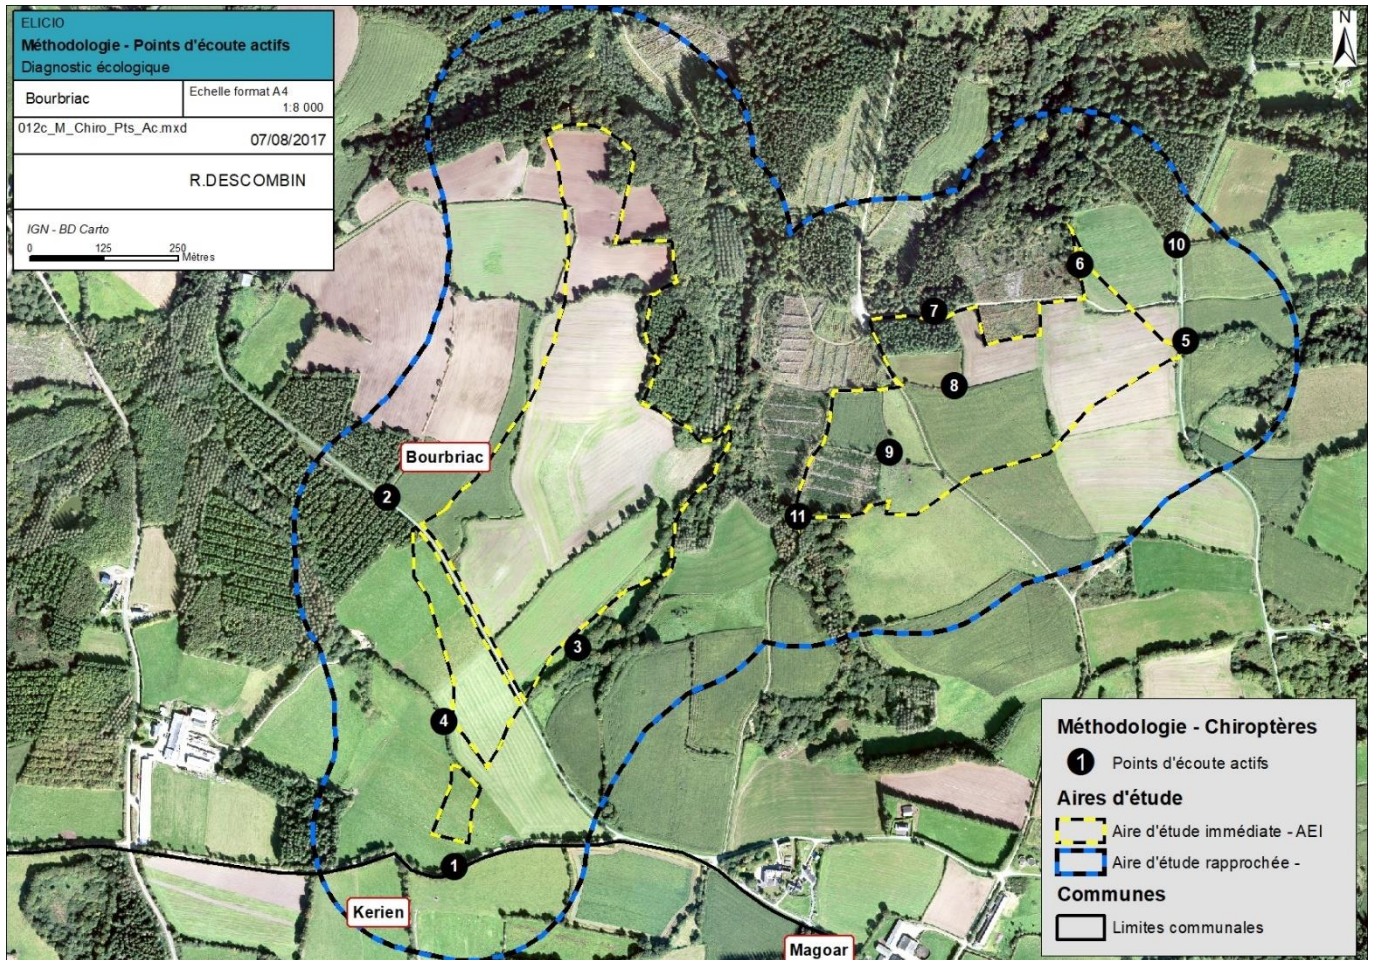 ELICIO
Méthodologie - Points d'écoute actifs
Diagnostic écologique
Bourbriac
Echelle format A4
1:8 000
012c_M_Chiro_Pts_Ac.mxd
07/08/2017
R.DESCOMBIN
IGN - BD Carto
0 125 250
Mètres
N
10
6
7
5
8
Bourbriac
9
2
11
3
4
1
Kerien
Magoar
Méthodologie - Chiroptères
1 Points d'écoute actifs
Aires d'étude
Aire d'étude immédiate - AEI
Aire d'étude rapprochée -
Communes
Limites communales